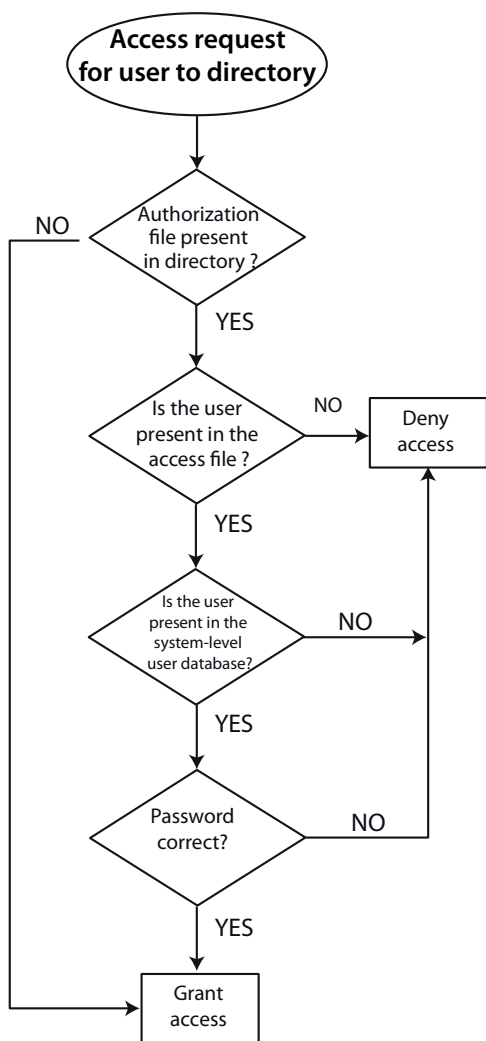 Access request
for user to directory
NO
Authorization
file present
in directory ?
YES
Is the user
present in the
access file ?
NO
Deny
access
YES
Is the user
present in the
system-level
user database?
NO
YES
Password
correct?
NO
YES
Grant
access